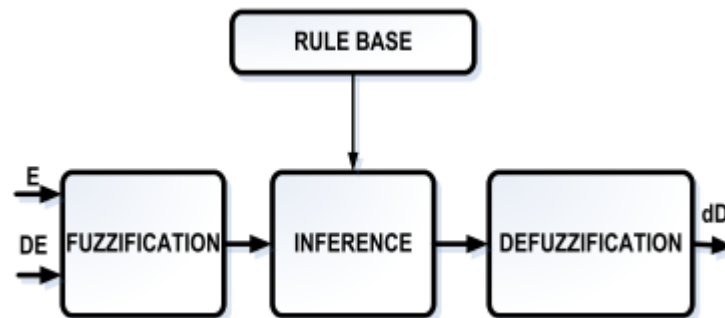 RULE BASE
E
DE
FUZZIFICATION
INFERENCE
DEFUZZIFICATION
dD